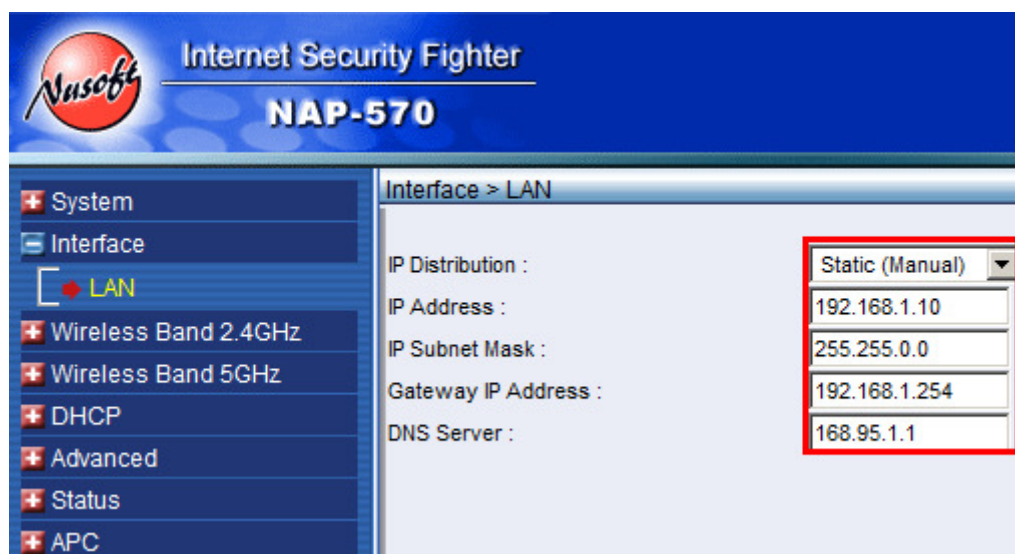 Nusoft
Internet Security Fighter
NAP-570
System
Interface
LAN
Wireless Band 2.4GHz
Wireless Band 5GHz
DHCP
Advanced
Status
APC
Interface > LAN
IP Distribution : Static (Manual)
IP Address : 192.168.1.10
IP Subnet Mask : 255.255.0.0
Gateway IP Address : 192.168.1.254
DNS Server : 168.95.1.1